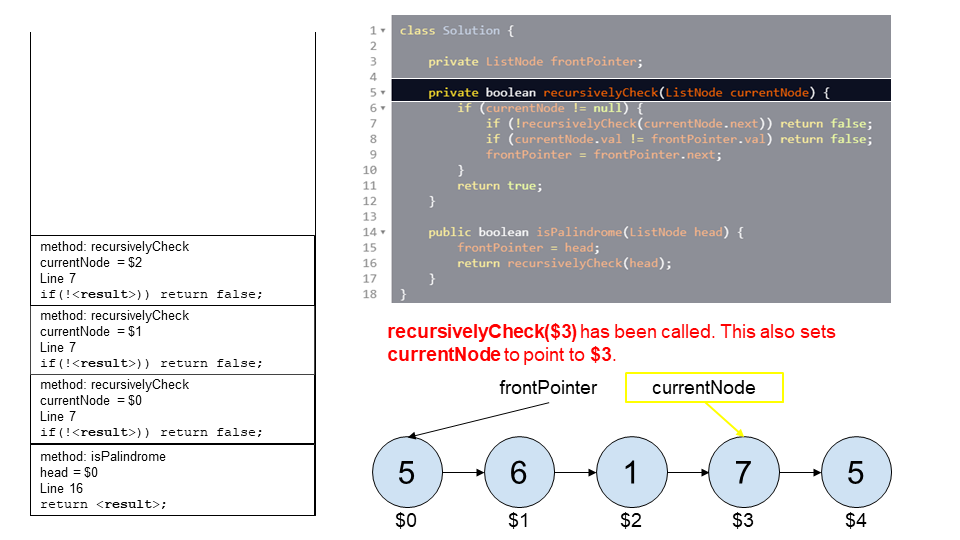 method: recursivelyCheck
currentNode = $2
Line 7
if(!<result>)) return false;
method: recursivelyCheck
currentNode = $1
Line 7
if(!<result>)) return false;
method: recursivelyCheck
currentNode = $0
Line 7
if(!<result>)) return false;
method: isPalindrome
head = $0
Line 16
return <result>;
1 class Solution {
2
3 private ListNode frontPointer;
4
5 private boolean recursivelyCheck(ListNode currentNode) {
6 if (currentNode != null) {
7 if (!recursivelyCheck(currentNode.next)) return false;
8 if (currentNode.val != frontPointer.val) return false;
9 frontPointer = frontPointer.next;
10 }
11 return true;
12 }
13
14 public boolean isPalindrome(ListNode head) {
15 frontPointer = head;
16 return recursivelyCheck(head);
17 }
18 }
recursivelyCheck($3) has been called. This also sets
currentNode to point to $3.
frontPointer currentNode
5 6 1 7 5
$0 $1 $2 $3 $4